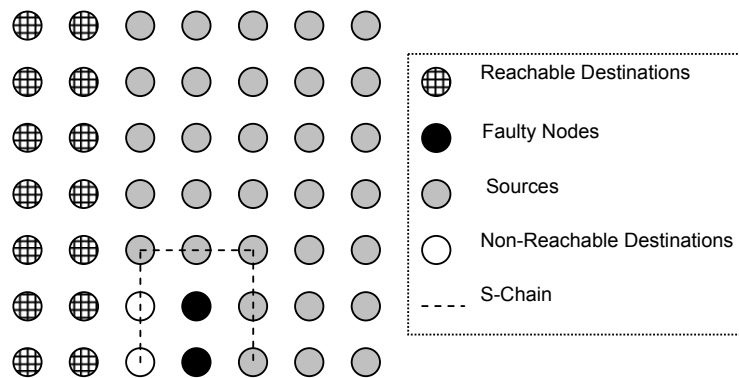 Reachable Destinations
Faulty Nodes
Sources
Non-Reachable Destinations
S-Chain